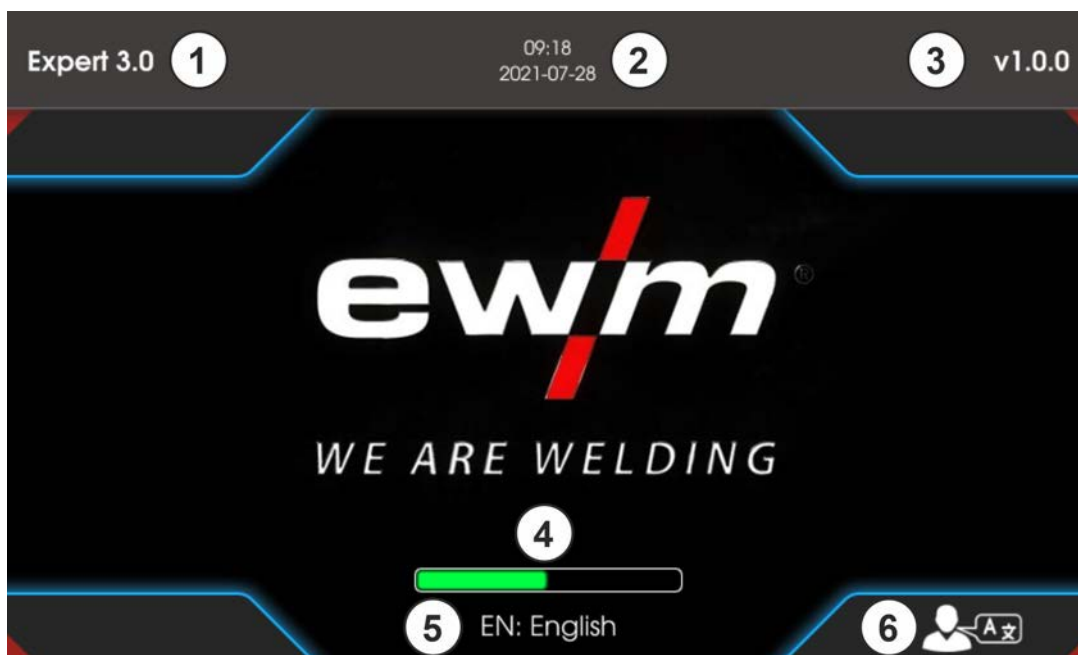 Expert 3.0 1
09:18
2021-07-28 2
3 v1.0.0
ewm®
WE ARE WELDING
4
5 EN: English
6 A文